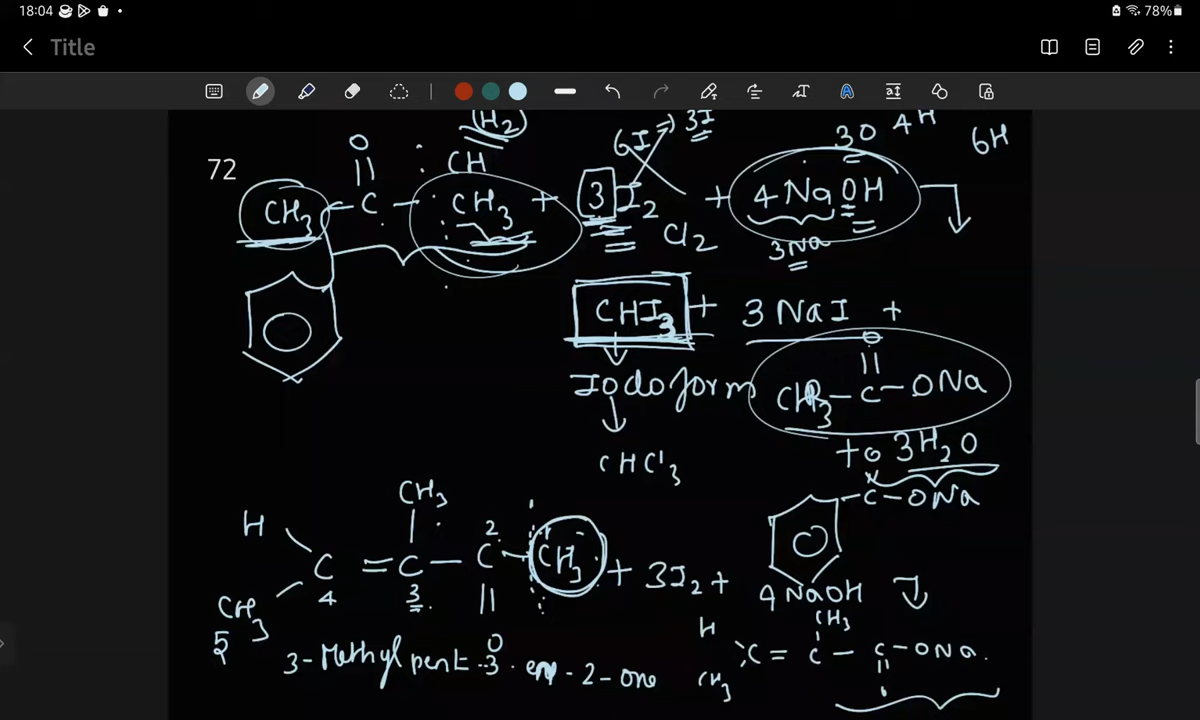 18:04
78%
Title
(H2)
6I ⇒ 3I
3O 4H 6H
72
O
||
CH
CH3 - C - CH3 + 3 I2 + 4 NaOH
Cl2
3Na
CHI3 + 3 NaI +
O
||
Iodoform CH3 - C - ONa
+ 3H2O
CHCl3
O
C - ONa
CH3
H
2
C = C - C - CH3 + 3I2 +
4 3
4 NaOH
CH3
5
||
O
3-Methyl pent-3-en-2-one
H CH3
C = C - C - ONa
CH3 ||